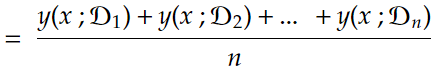 = y(x ; 𝔇₁) + y(x ; 𝔇₂) + ... + y(x ; 𝔇ₙ) / n